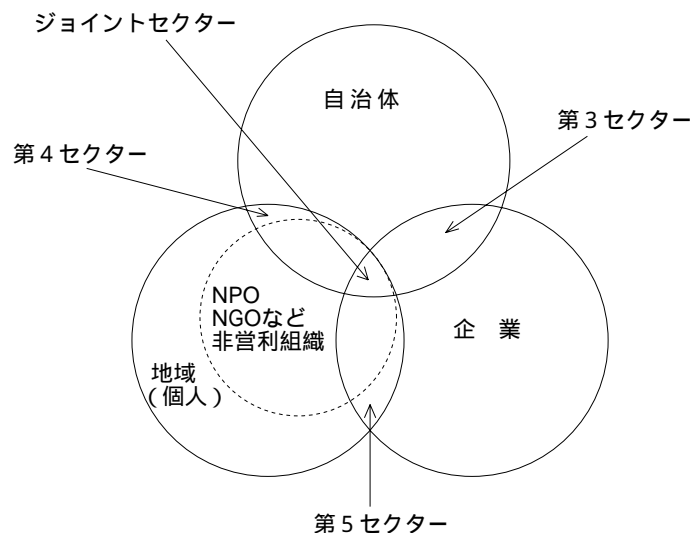 ジョイントセクター
自治体
第3セクター
第4セクター
NPO
NGOなど
非営利組織
企 業
地域
(個人)
第5セクター